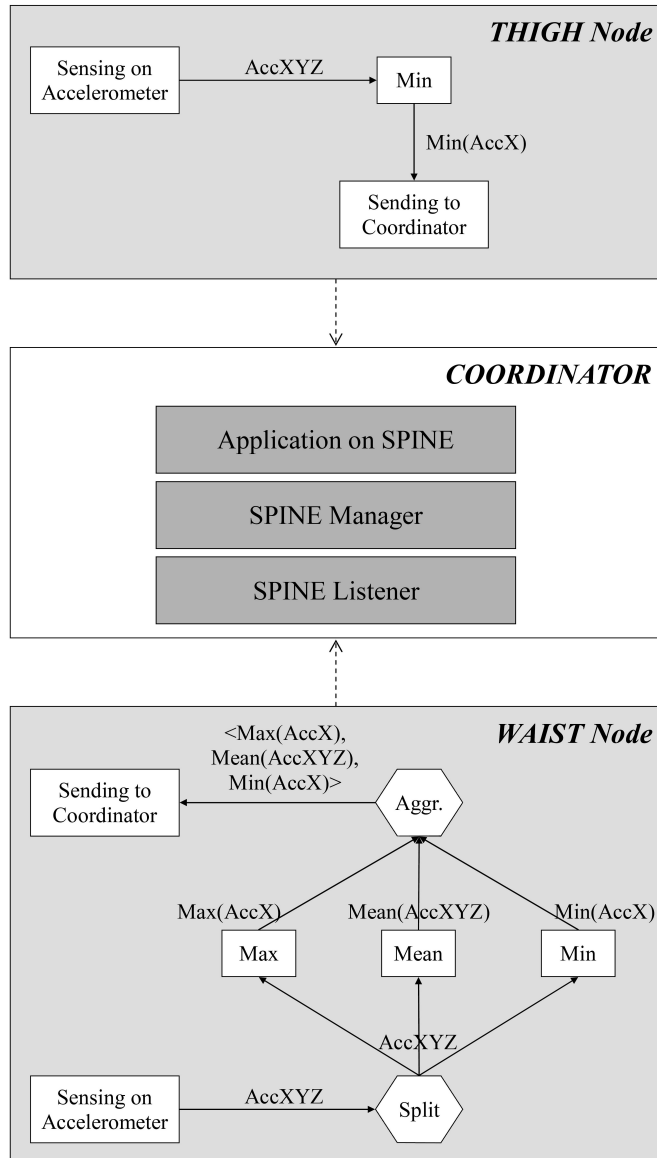 THIGH Node
Sensing on
Accelerometer
AccXYZ
Min
Min(AccX)
Sending to
Coordinator
COORDINATOR
Application on SPINE
SPINE Manager
SPINE Listener
WAIST Node
<Max(AccX),
Mean(AccXYZ),
Min(AccX)>
Sending to
Coordinator
Aggr.
Max(AccX)
Mean(AccXYZ)
Min(AccX)
Max
Mean
Min
AccXYZ
Sensing on
Accelerometer
AccXYZ
Split